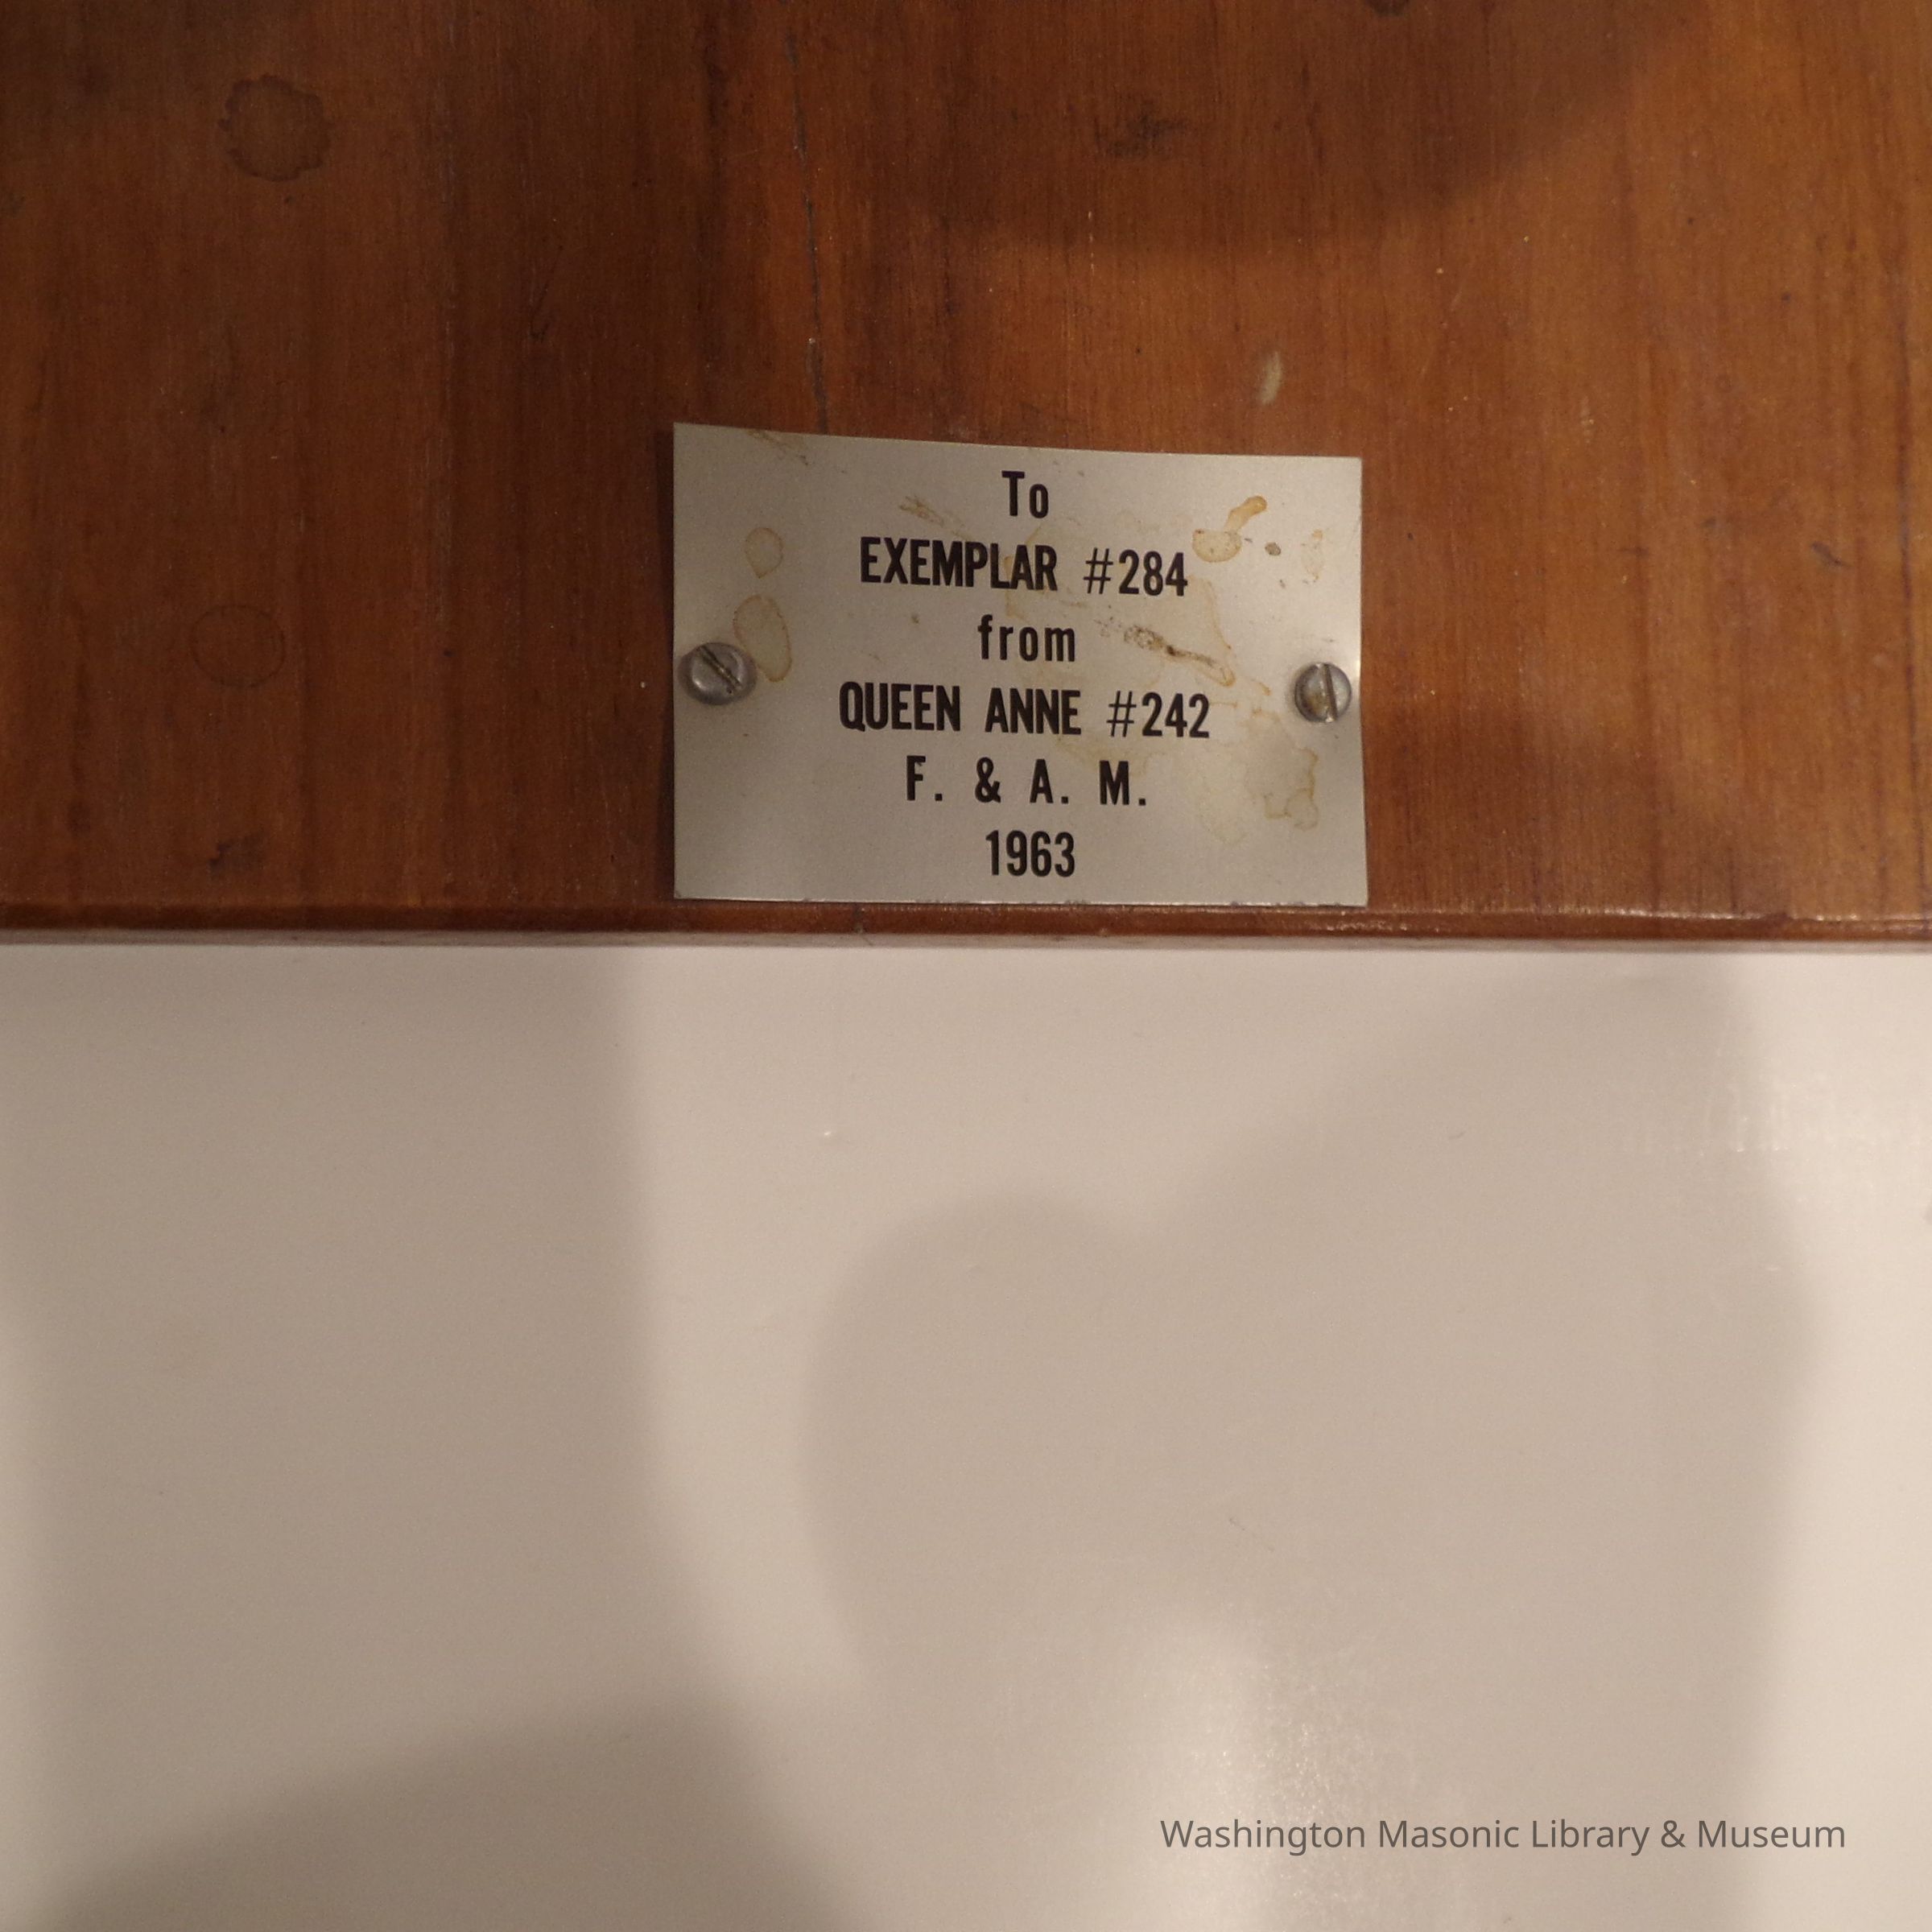 To
EXEMPLAR #284
from
QUEEN ANNE #242
F. & A. M.
1963
Washington Masonic Library & Museum